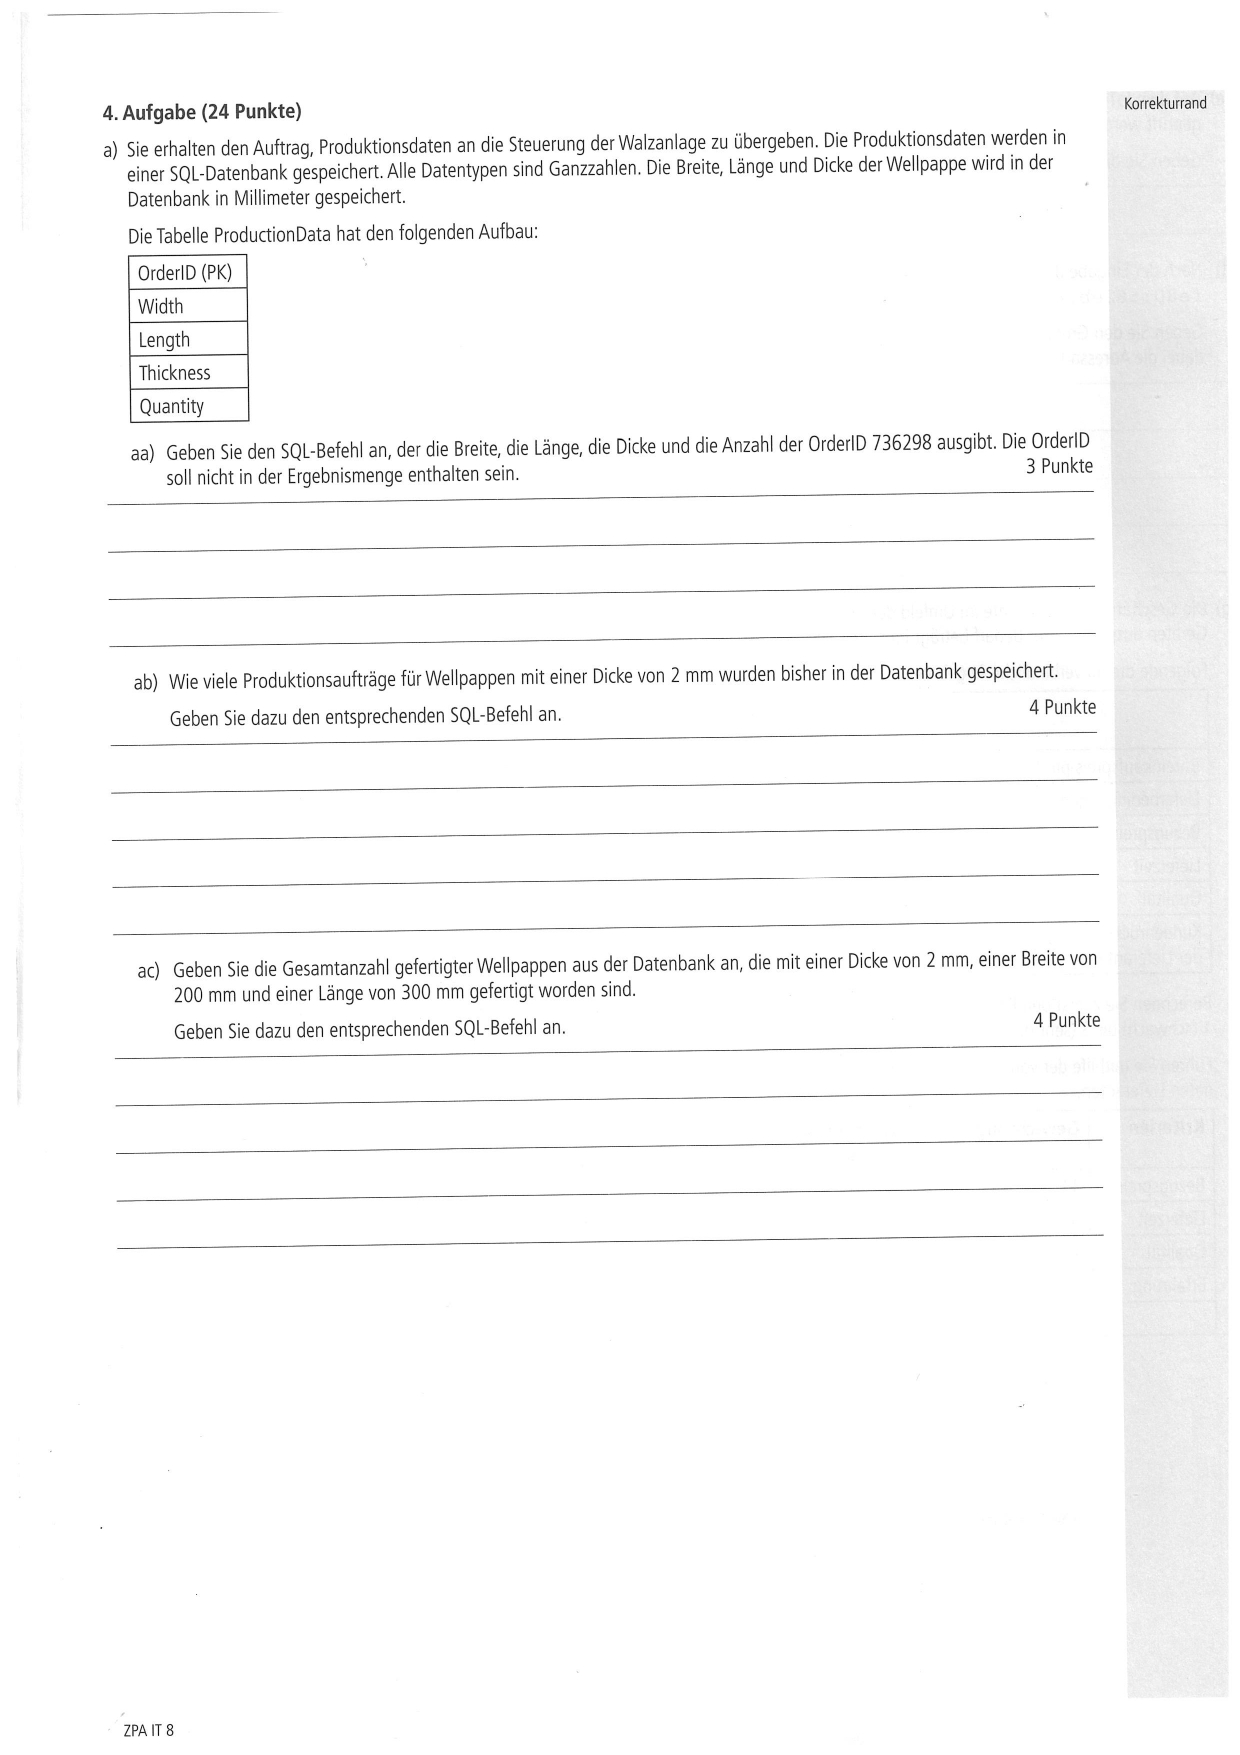 Korrekturrand
4. Aufgabe (24 Punkte)
a) Sie erhalten den Auftrag, Produktionsdaten an die Steuerung der Walzanlage zu übergeben. Die Produktionsdaten werden in
einer SQL-Datenbank gespeichert. Alle Datentypen sind Ganzzahlen. Die Breite, Länge und Dicke der Wellpappe wird in der
Datenbank in Millimeter gespeichert.
Die Tabelle ProductionData hat den folgenden Aufbau:
OrderID (PK)
Width
Length
Thickness
Quantity
aa) Geben Sie den SQL-Befehl an, der die Breite, die Länge, die Dicke und die Anzahl der OrderID 736298 ausgibt. Die OrderID
soll nicht in der Ergebnismenge enthalten sein. 3 Punkte
ab) Wie viele Produktionsaufträge für Wellpappen mit einer Dicke von 2 mm wurden bisher in der Datenbank gespeichert.
Geben Sie dazu den entsprechenden SQL-Befehl an. 4 Punkte
ac) Geben Sie die Gesamtanzahl gefertigter Wellpappen aus der Datenbank an, die mit einer Dicke von 2 mm, einer Breite von
200 mm und einer Länge von 300 mm gefertigt worden sind.
Geben Sie dazu den entsprechenden SQL-Befehl an. 4 Punkte
ZPA IT 8